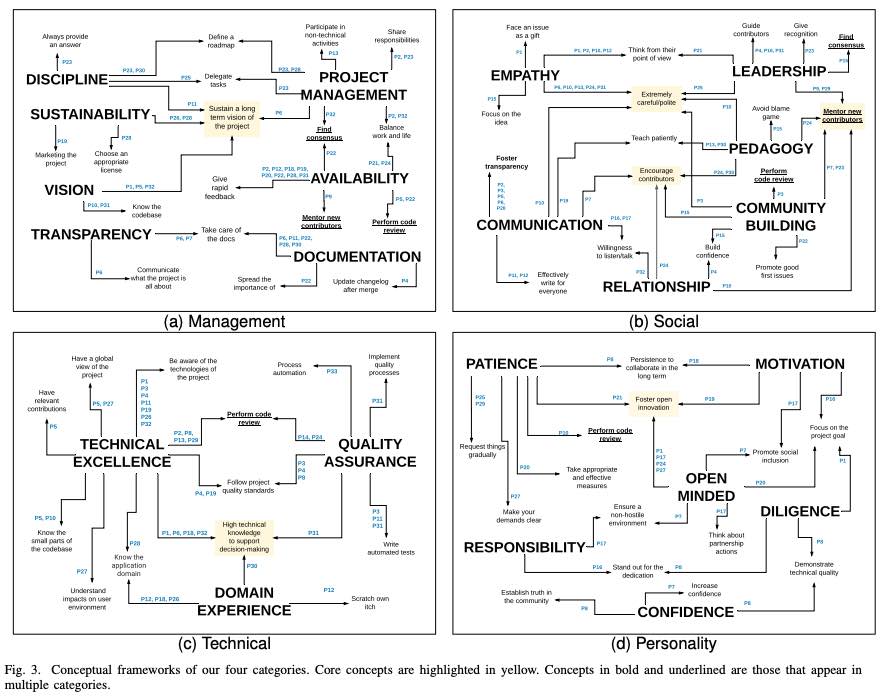 Always provide
an answer
P23
DISCIPLINE
P23, P30
Define a
roadmap
P25
Delegate
tasks
P11
Participate in
non-technical
activities
P13
Share
responsibilities
P2, P23
PROJECT
MANAGEMENT
P23, P28
P33
P6
P32
P2, P32
SUSTAINABILITY
P26, P28
Sustain a long
term vision of
the project
P19
Marketing the
project
P28
Choose an
appropriate
license
Find
consensus
P22
Balance
work and life
P21, P24
VISION
P1, P5, P32
P10, P31
Know the
codebase
Give
rapid
feedback
P2, P12, P18, P19,
P20, P22, P28, P31
AVAILABILITY
P9
Mentor new
contributors
P5, P22
Perform code
review
TRANSPARENCY
P6, P7
Take care of
the docs
P6, P11, P22,
P28, P30
DOCUMENTATION
P6
Communicate
what the project is
all about
Spread the
importance of
P22
Update changelog
after merge
P4
(a) Management
Face an issue
as a gift
P1
EMPATHY
P1, P2, P10, P12
Think from their
point of view
P21
Guide
contributors
P4, P16, P31
Give
recognition
P23
Find
consensus
LEADERSHIP
P6, P10, P13, P24, P31
Extremely
careful/polite
P25
P5, P29
P15
Focus on the
idea
Avoid blame
game
P15
Mentor new
contributors
P24
Teach patiently
P13, P30
PEDAGOGY
Foster
transparency
Encourage
contributors
P24, P30
Perform
code review
P3
P7, P23
P10
P19
P7
P3
COMMUNITY
BUILDING
COMMUNICATION
P16, P17
Willingness
to listen/talk
P15
Build
confidence
P22
Promote good
first issues
P11, P12
Effectively
write for
everyone
P32
P24
P4
RELATIONSHIP
(b) Social
Have a global
view of the
project
P5, P27
Be aware of the
technologies of
the project
P1
P3
P4
P11
P19
P26
P32
Process
automation
P33
Implement
quality
processes
P31
Have
relevant
contributions
P5
TECHNICAL
EXCELLENCE
P2, P8,
P13, P29
Perform code
review
P14, P24
QUALITY
ASSURANCE
P4, P19
Follow project
quality standards
P3
P4
P8
P5, P10
Know the
small parts of
the codebase
P28
Know the
application
domain
P1, P6, P18, P32
High technical
knowledge
to support
decision-making
P31
P3
P11
P31
Write
automated tests
P27
Understand
impacts on user
environment
P30
P12, P18, P26
DOMAIN
EXPERIENCE
P12
Scratch own
itch
(c) Technical
PATIENCE
Persistence to
collaborate in the
long term
P18
MOTIVATION
P25
P29
P21
Foster open
innovation
P19
P17
P16
Request things
gradually
P10
Perform code
review
Focus on the
project goal
P20
Take appropriate
and effective
measures
P1
P17
P24
P27
P7
Promote social
inclusion
P1
OPEN
MINDED
P20
P27
Make your
demands clear
Ensure a
non-hostile
environment
P7
P17
Think about
partnership
actions
DILIGENCE
RESPONSIBILITY
P17
P8
Demonstrate
technical quality
P16
Stand out for the
dedication
Establish truth in
the community
P7
Increase
confidence
CONFIDENCE
(d) Personality
Fig. 3. Conceptual frameworks of our four categories. Core concepts are highlighted in yellow. Concepts in bold and underlined are those that appear in
multiple categories.